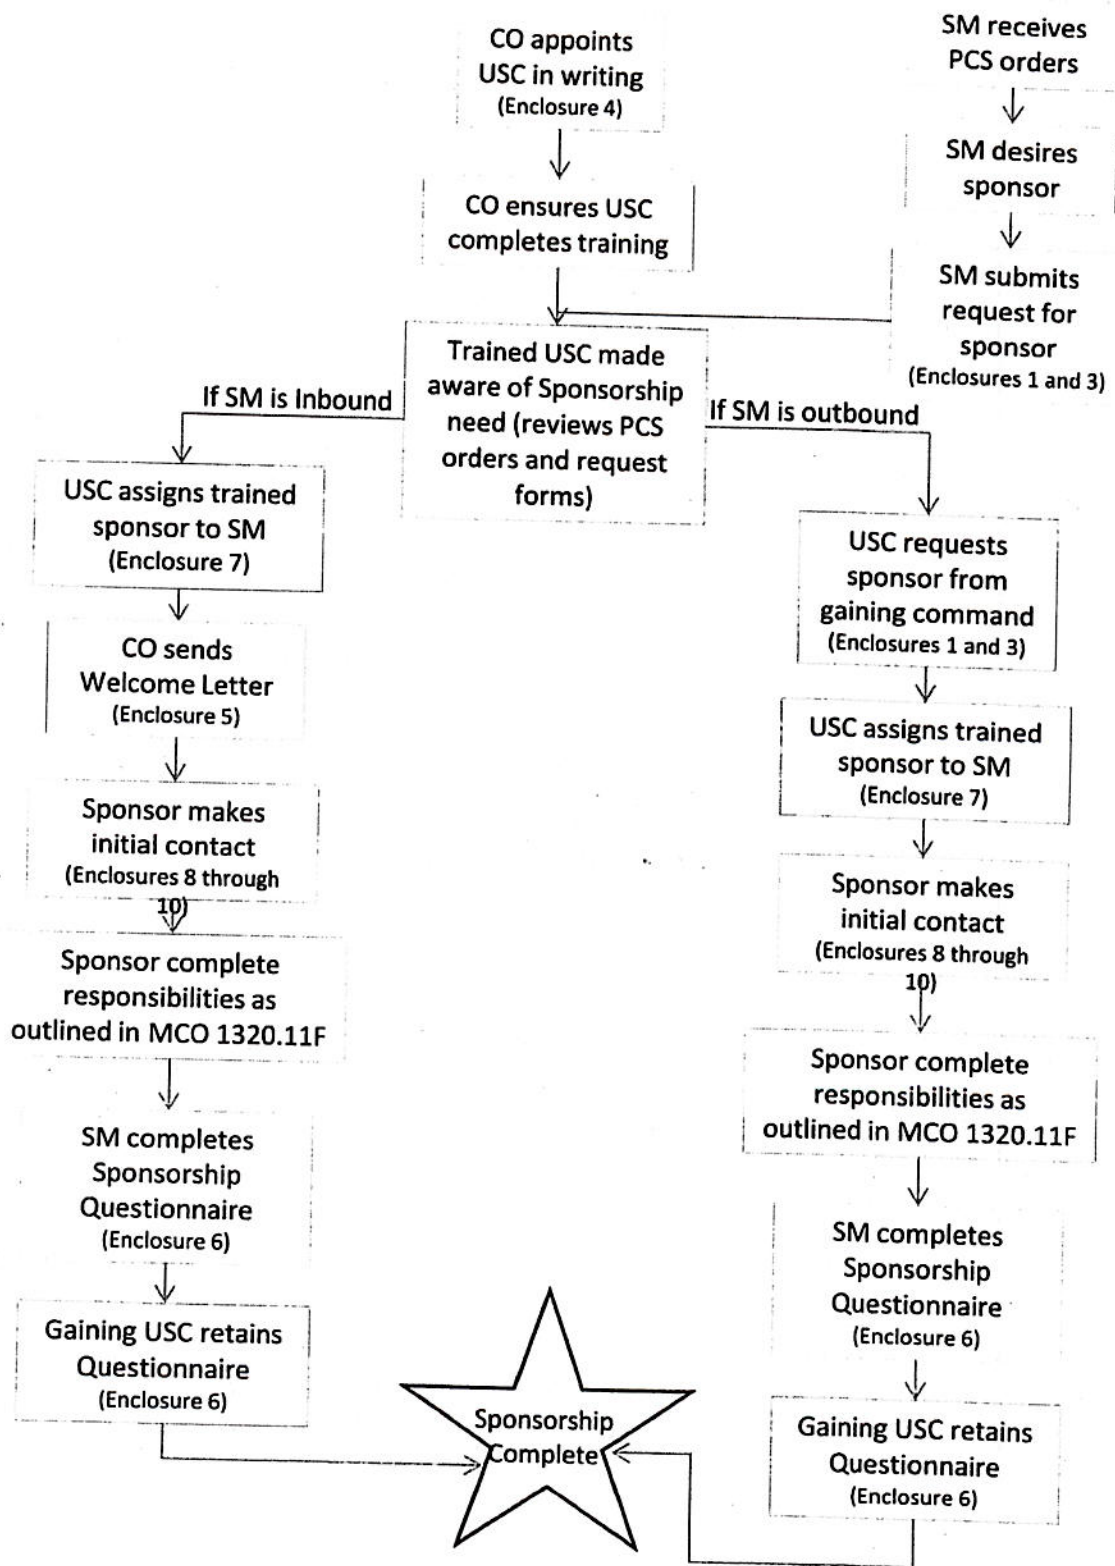 CO appoints
USC in writing
(Enclosure 4)
SM receives
PCS orders
SM desires
sponsor
CO ensures USC
completes training
SM submits
request for
sponsor
(Enclosures 1 and 3)
Trained USC made
aware of Sponsorship
need (reviews PCS
orders and request
forms)
If SM is Inbound
If SM is outbound
USC assigns trained
sponsor to SM
(Enclosure 7)
CO sends
Welcome Letter
(Enclosure 5)
Sponsor makes
initial contact
(Enclosures 8 through
10)
Sponsor complete
responsibilities as
outlined in MCO 1320.11F
SM completes
Sponsorship
Questionnaire
(Enclosure 6)
Gaining USC retains
Questionnaire
(Enclosure 6)
USC requests
sponsor from
gaining command
(Enclosures 1 and 3)
USC assigns trained
sponsor to SM
(Enclosure 7)
Sponsor makes
initial contact
(Enclosures 8 through
10)
Sponsor complete
responsibilities as
outlined in MCO 1320.11F
SM completes
Sponsorship
Questionnaire
(Enclosure 6)
Gaining USC retains
Questionnaire
(Enclosure 6)
Sponsorship
Complete